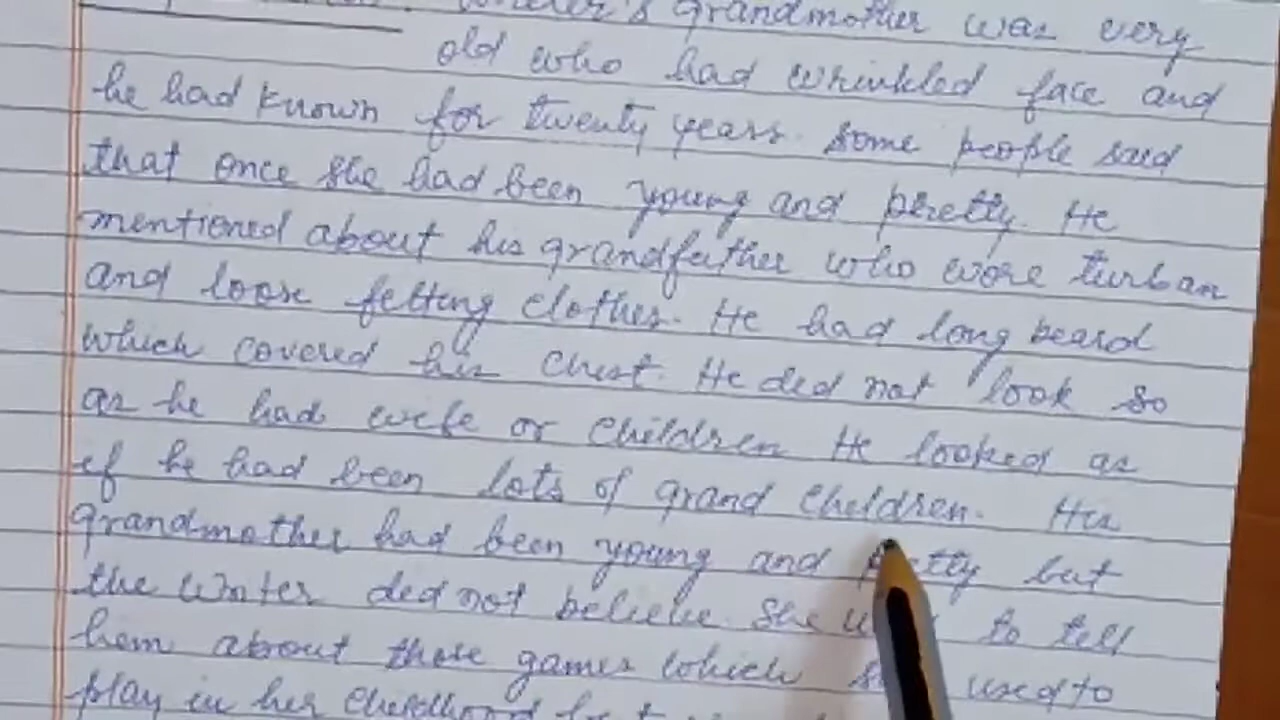 grandmother was very
old who had wrinkled face and
he had known for twenty years. Some people said
that once she had been young and pretty. He
mentioned about his grandfather who wore turban
and loose fitting clothes. He had long beard
which covered his chest. He did not look so
as he had wife or children He looked as
if he had been lots of grand children. His
grandmother had been young and but
the writer did not believe. She to tell
him about those games which used to
play in her childhood